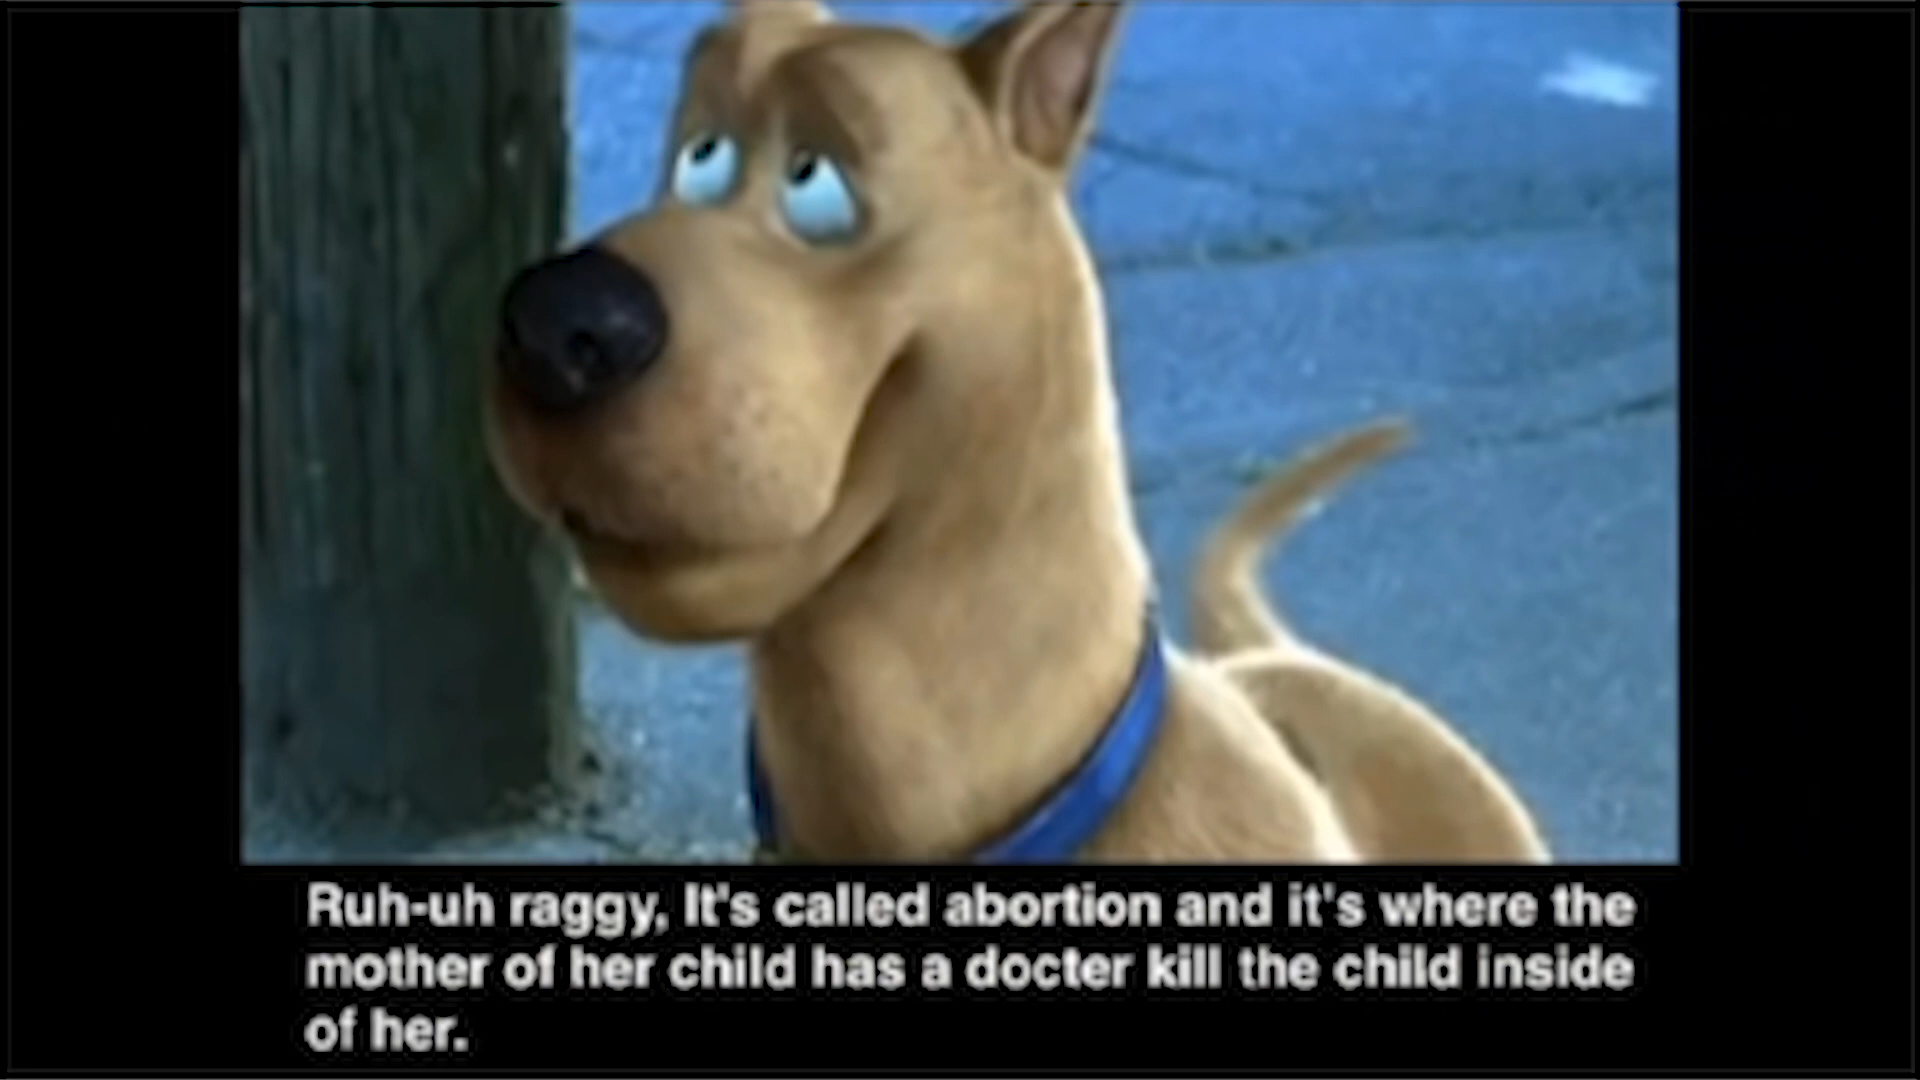 Ruh-uh raggy, It's called abortion and it's where the
mother of her child has a docter kill the child inside
of her.